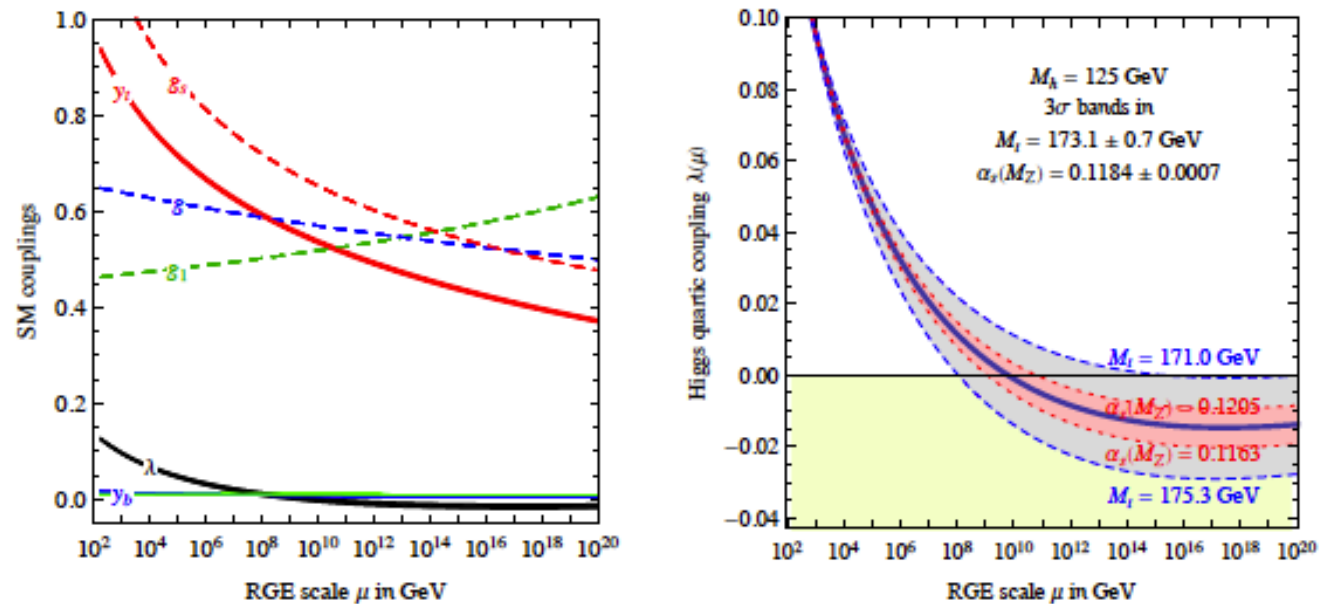 SM couplings
1.0
0.8
0.6
0.4
0.2
0.0
y_t
g_s
g
g_1
λ
y_b
10^2 10^4 10^6 10^8 10^10 10^12 10^14 10^16 10^18 10^20
RGE scale μ in GeV
Higgs quartic coupling λ(μ)
0.10
0.08
0.06
0.04
0.02
0.00
−0.02
−0.04
M_h = 125 GeV
3σ bands in
M_t = 173.1 ± 0.7 GeV
α_s(M_Z) = 0.1184 ± 0.0007
M_t = 171.0 GeV
α_s(M_Z) = 0.1205
α_s(M_Z) = 0.1163
M_t = 175.3 GeV
10^2 10^4 10^6 10^8 10^10 10^12 10^14 10^16 10^18 10^20
RGE scale μ in GeV